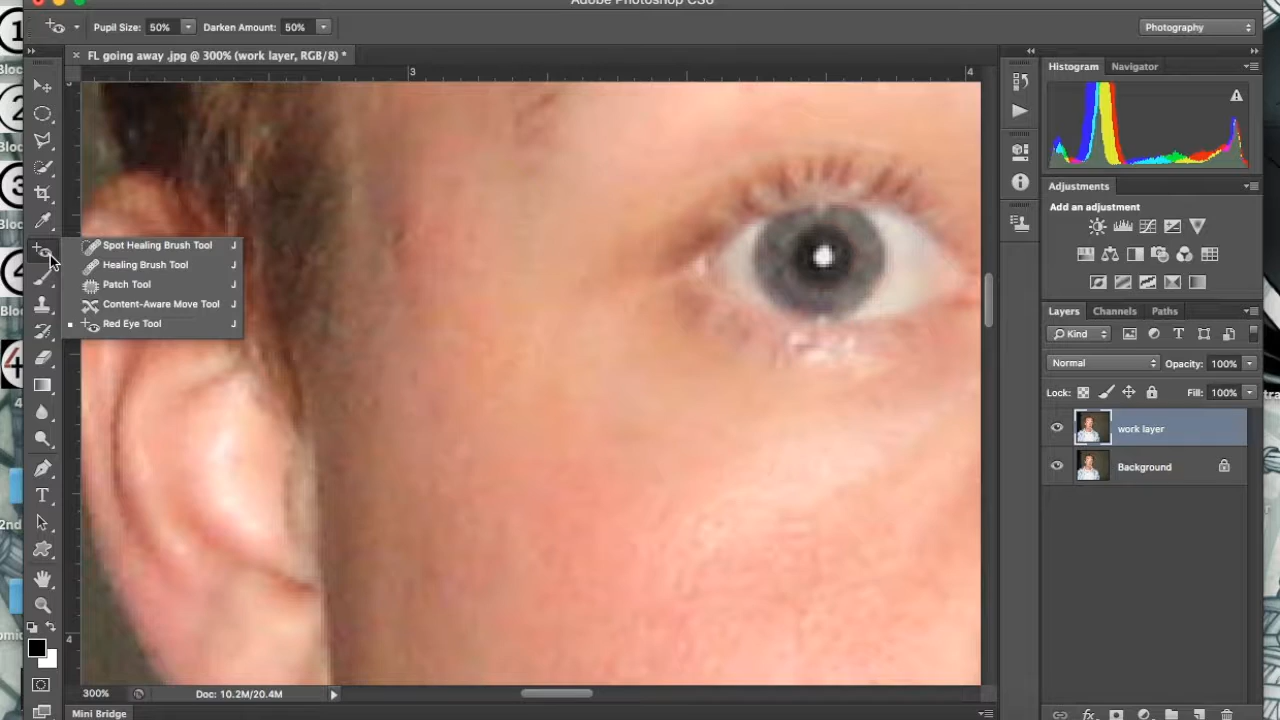 Adobe Photoshop CS6
Pupil Size: 50% Darken Amount: 50% Photography
FL going away .jpg @ 300% (work layer, RGB/8) *
3 4
Histogram Navigator
Adjustments
Add an adjustment
Spot Healing Brush Tool J
Healing Brush Tool J
Patch Tool J
Content-Aware Move Tool J
Red Eye Tool J
Layers Channels Paths
Kind
Normal Opacity: 100%
Lock: Fill: 100%
work layer
Background
4
300% Doc: 10.2M/20.4M
Mini Bridge